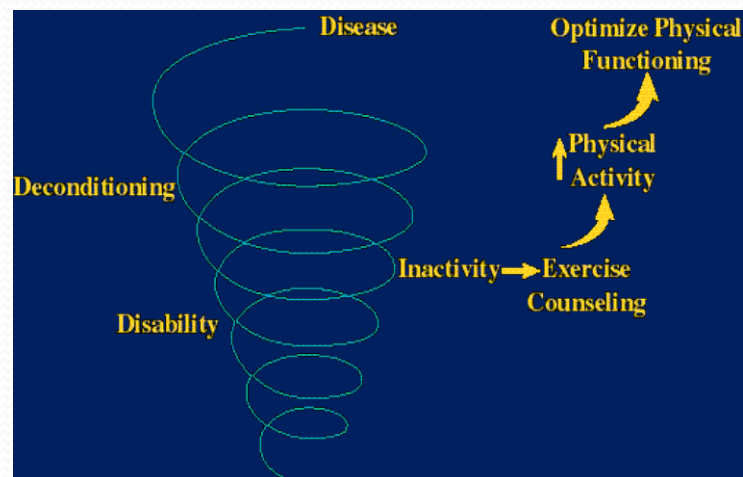 Disease
Optimize Physical
Functioning
Physical
Activity
Deconditioning
Inactivity
Exercise
Counseling
Disability